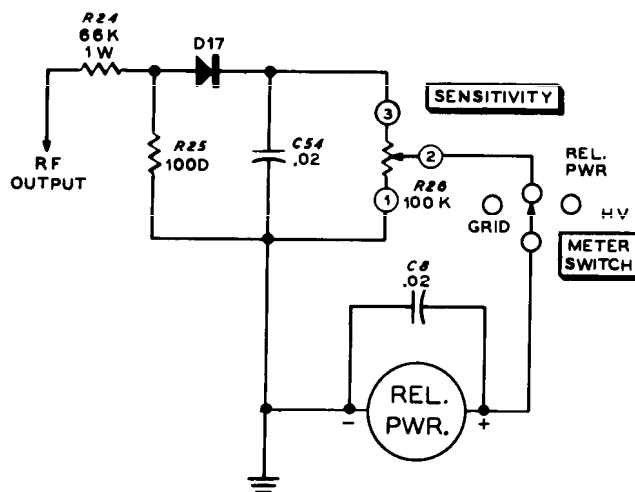 R24
66K
1W
D17
RF
OUTPUT
R25
100D
C54
.02
3
2
1
R26
100 K
SENSITIVITY
REL.
PWR
GRID
HV
METER
SWITCH
C8
.02
REL.
PWR.
-
+